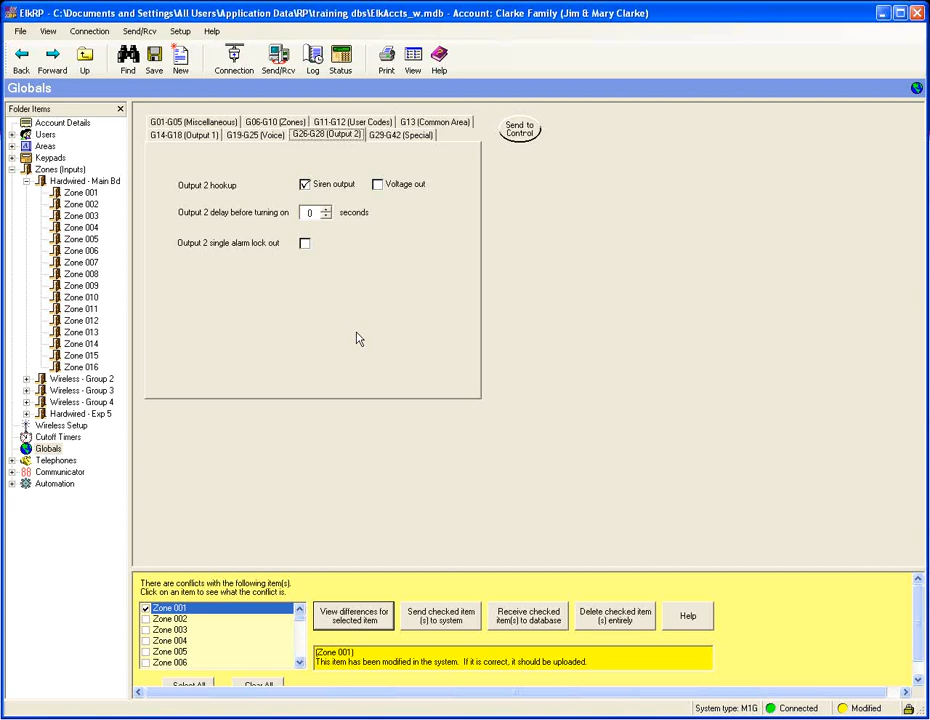 ElkRP - C:\Documents and Settings\All Users\Application Data\RP\training dbs\ElkAccts_w.mdb - Account: Clarke Family (Jim & Mary Clarke)
File View Connection Send/Rcv Setup Help
Back Forward Up Find Save New Connection Send/Rcv Log Status Print View Help
Globals
Folder Items
Account Details
Users
Areas
Keypads
Zones (Inputs)
Hardwired - Main Bd
Zone 001
Zone 002
Zone 003
Zone 004
Zone 005
Zone 006
Zone 007
Zone 008
Zone 009
Zone 010
Zone 011
Zone 012
Zone 013
Zone 014
Zone 015
Zone 016
Wireless - Group 2
Wireless - Group 3
Wireless - Group 4
Hardwired - Exp 5
Wireless Setup
Cutoff Timers
Globals
Telephones
Communicator
Automation
G01-G05 (Miscellaneous) G06-G10 (Zones) G11-G12 (User Codes) G13 (Common Area)
G14-G18 (Output 1) G19-G25 (Voice) G26-G28 (Output 2) G29-G42 (Special)
Send to
Control
Output 2 hookup Siren output Voltage out
Output 2 delay before turning on 0 seconds
Output 2 single alarm lock out
There are conflicts with the following item(s).
Click on an item to see what the conflict is.
Zone 001
Zone 002
Zone 003
Zone 004
Zone 005
Zone 006
View differences for
selected item
Send checked item
(s) to system
Receive checked
item(s) to database
Delete checked item
(s) entirely
Help
(Zone 001)
This item has been modified in the system. If it is correct, it should be uploaded.
Select All Clear All
System type: M1G Connected Modified